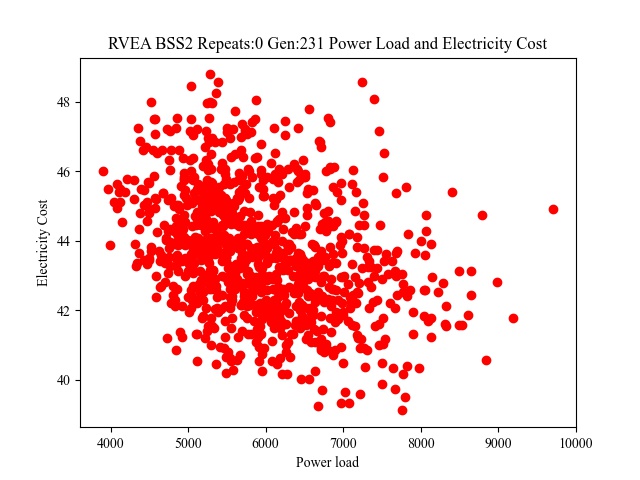 RVEA BSS2 Repeats:0 Gen:231 Power Load and Electricity Cost
48
46
44
42
40
Electricity Cost
4000 5000 6000 7000 8000 9000 10000
Power load